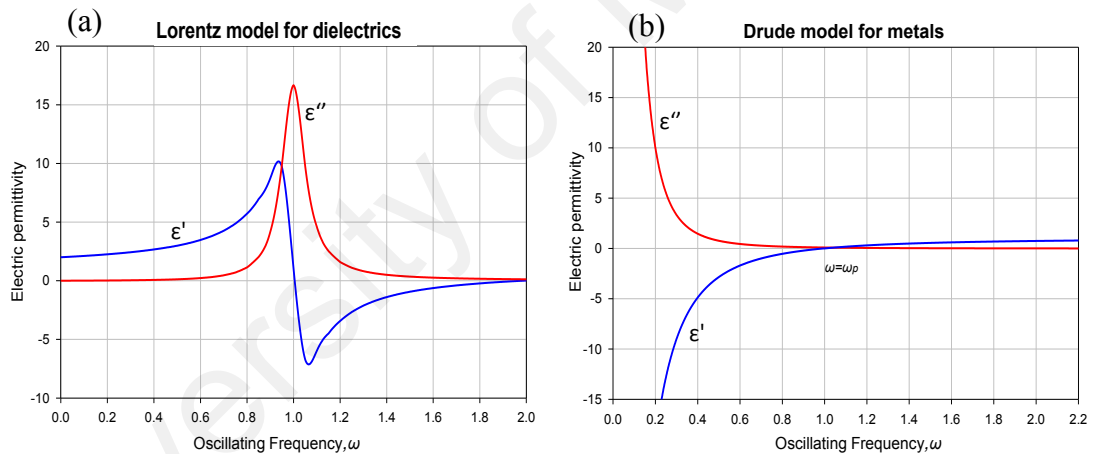 (a)
Lorentz model for dielectrics
20
15
10
5
0
-5
-10
Electric permittivity
ε″
ε'
0.0 0.2 0.4 0.6 0.8 1.0 1.2 1.4 1.6 1.8 2.0
Oscillating Frequency,ω
(b)
Drude model for metals
20
15
10
5
0
-5
-10
-15
Electric permittivity
ε″
ω=ωp
ε'
0.0 0.2 0.4 0.6 0.8 1.0 1.2 1.4 1.6 1.8 2.0 2.2
Oscillating Frequency,ω
versity of